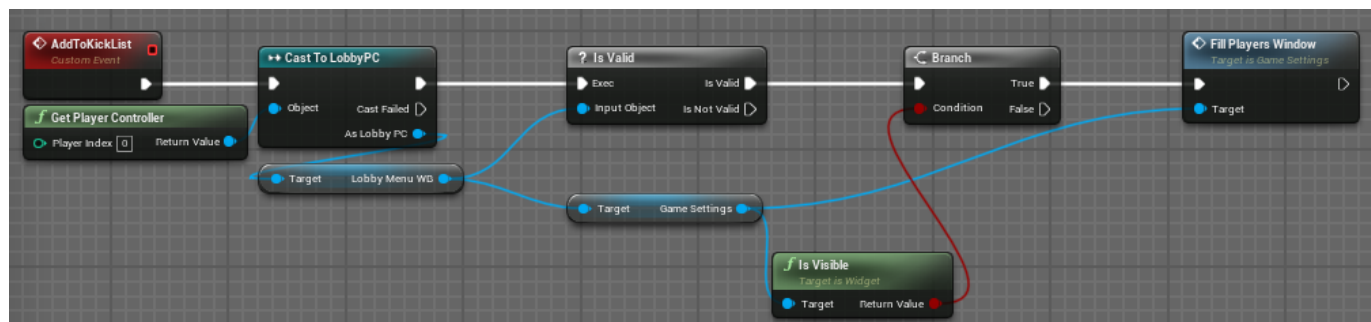 AddToKickList
Custom Event
Get Player Controller
Player Index 0 Return Value
Cast To LobbyPC
Object Cast Failed
As Lobby PC
Target Lobby Menu WB
Is Valid
Exec Is Valid
Input Object Is Not Valid
Target Game Settings
Is Visible
Target is Widget
Target Return Value
Branch
True
Condition False
Fill Players Window
Target is Game Settings
Target